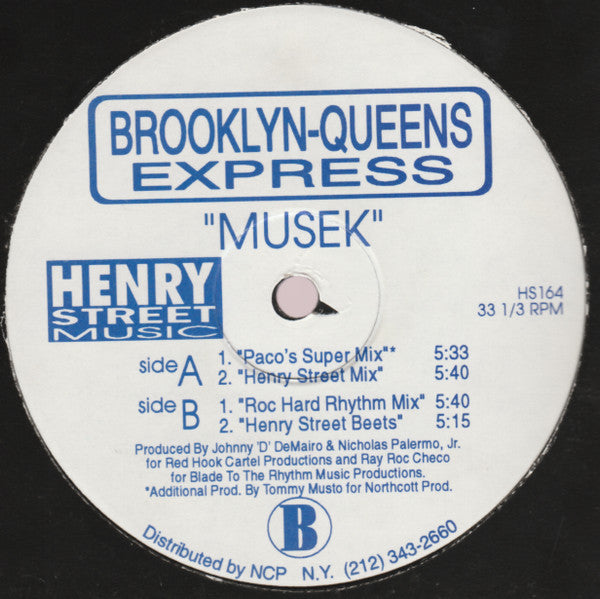 BROOKLYN-QUEENS
EXPRESS
"MUSEK"
HENRY
STREET
MUSIC
HS164
33 1/3 RPM
side A 1. "Paco's Super Mix"* 5:33
2. "Henry Street Mix" 5:40
side B 1. "Roc Hard Rhythm Mix" 5:40
2. "Henry Street Beets" 5:15
Produced By Johnny 'D' DeMairo & Nicholas Palermo, Jr.
for Red Hook Cartel Productions and Ray Roc Checo
for Blade To The Rhythm Music Productions.
*Additional Prod. By Tommy Musto for Northcott Prod.
B
Distributed by NCP N.Y. (212) 343-2660